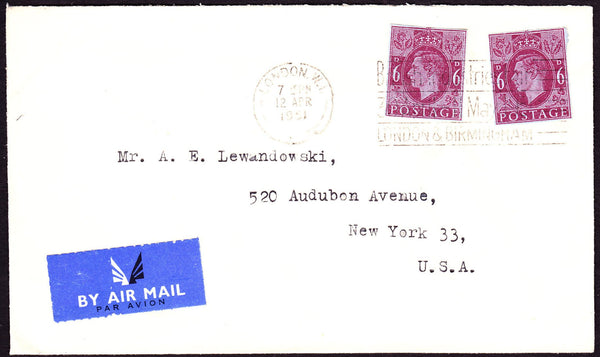 LONDON. W.1.
7
12 APR
1951
6 D
D 6
POSTAGE
6 D
D 6
POSTAGE
LONDON & BIRMINGHAM
Mr. A. E. Lewandowski,
520 Audubon Avenue,
New York 33,
U.S.A.
BY AIR MAIL
PAR AVION